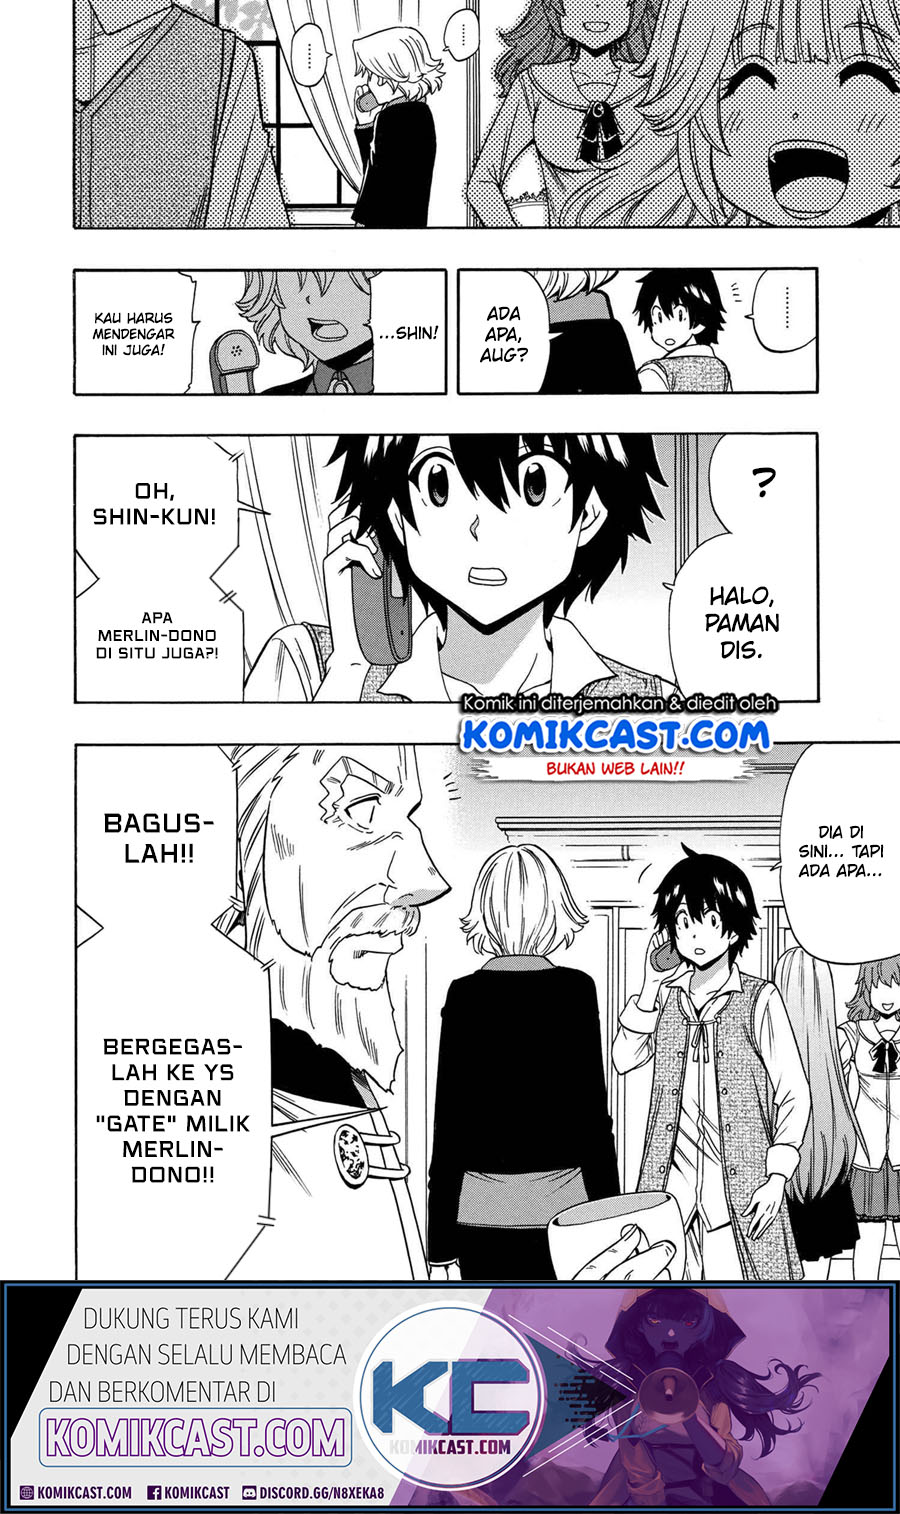 ..........
..........
..........
ADA
APA,
AUG?
...SHIN!
KAU HARUS
MENDENGAR
INI JUGA!
?
HALO,
PAMAN
DIS.
OH,
SHIN-KUN!
APA
MERLIN-DONO
DI SITU JUGA?!
Komik ini diterjemahkan & diedit oleh
KOMIKCAST.COM
BUKAN WEB LAIN!!
DIA DI
SINI... TAPI
ADA APA...
BAGUS-
LAH!!
BERGEGAS-
LAH KE YS
DENGAN
"GATE" MILIK
MERLIN-
DONO!!
DUKUNG TERUS KAMI
DENGAN SELALU MEMBACA
DAN BERKOMENTAR DI
KOMIKCAST.COM
KC
KOMIKCAST.COM
KOMIKCAST.COM KOMIKCAST DISCORD.GG/N8XEKA8